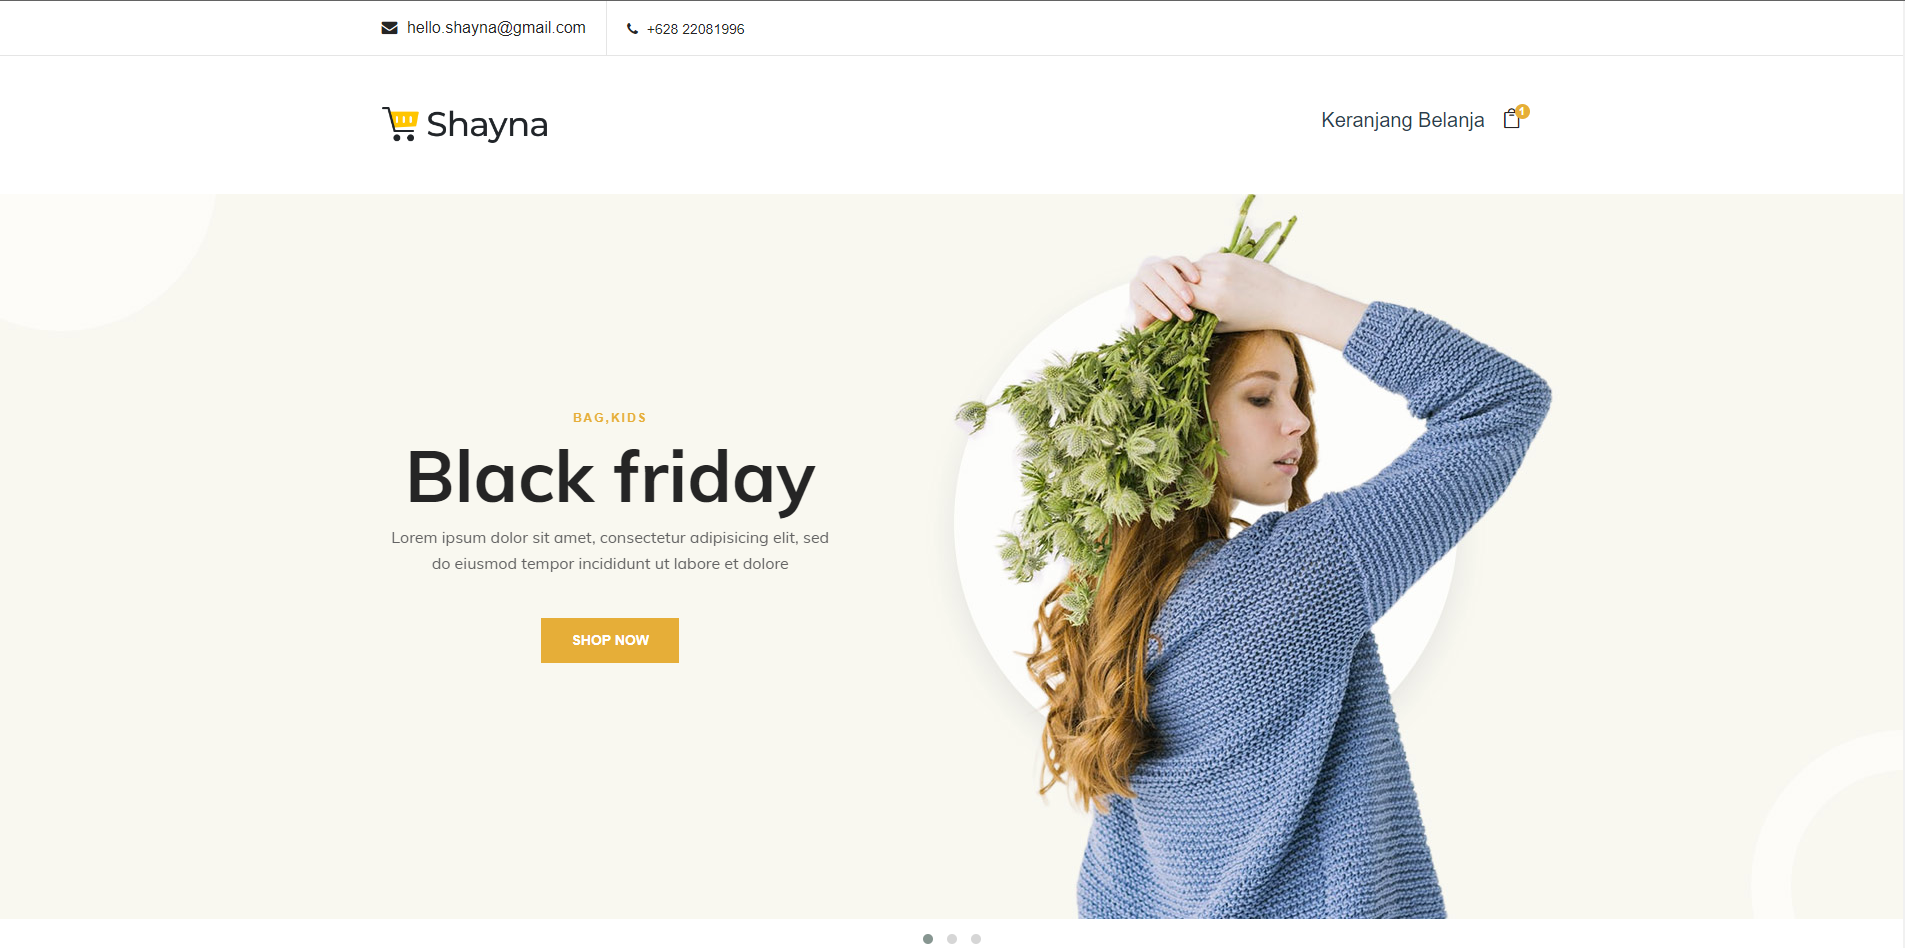 hello.shayna@gmail.com
+628 22081996
Shayna
Keranjang Belanja
1
BAG,KIDS
Black friday
Lorem ipsum dolor sit amet, consectetur adipisicing elit, sed
do eiusmod tempor incididunt ut labore et dolore
SHOP NOW